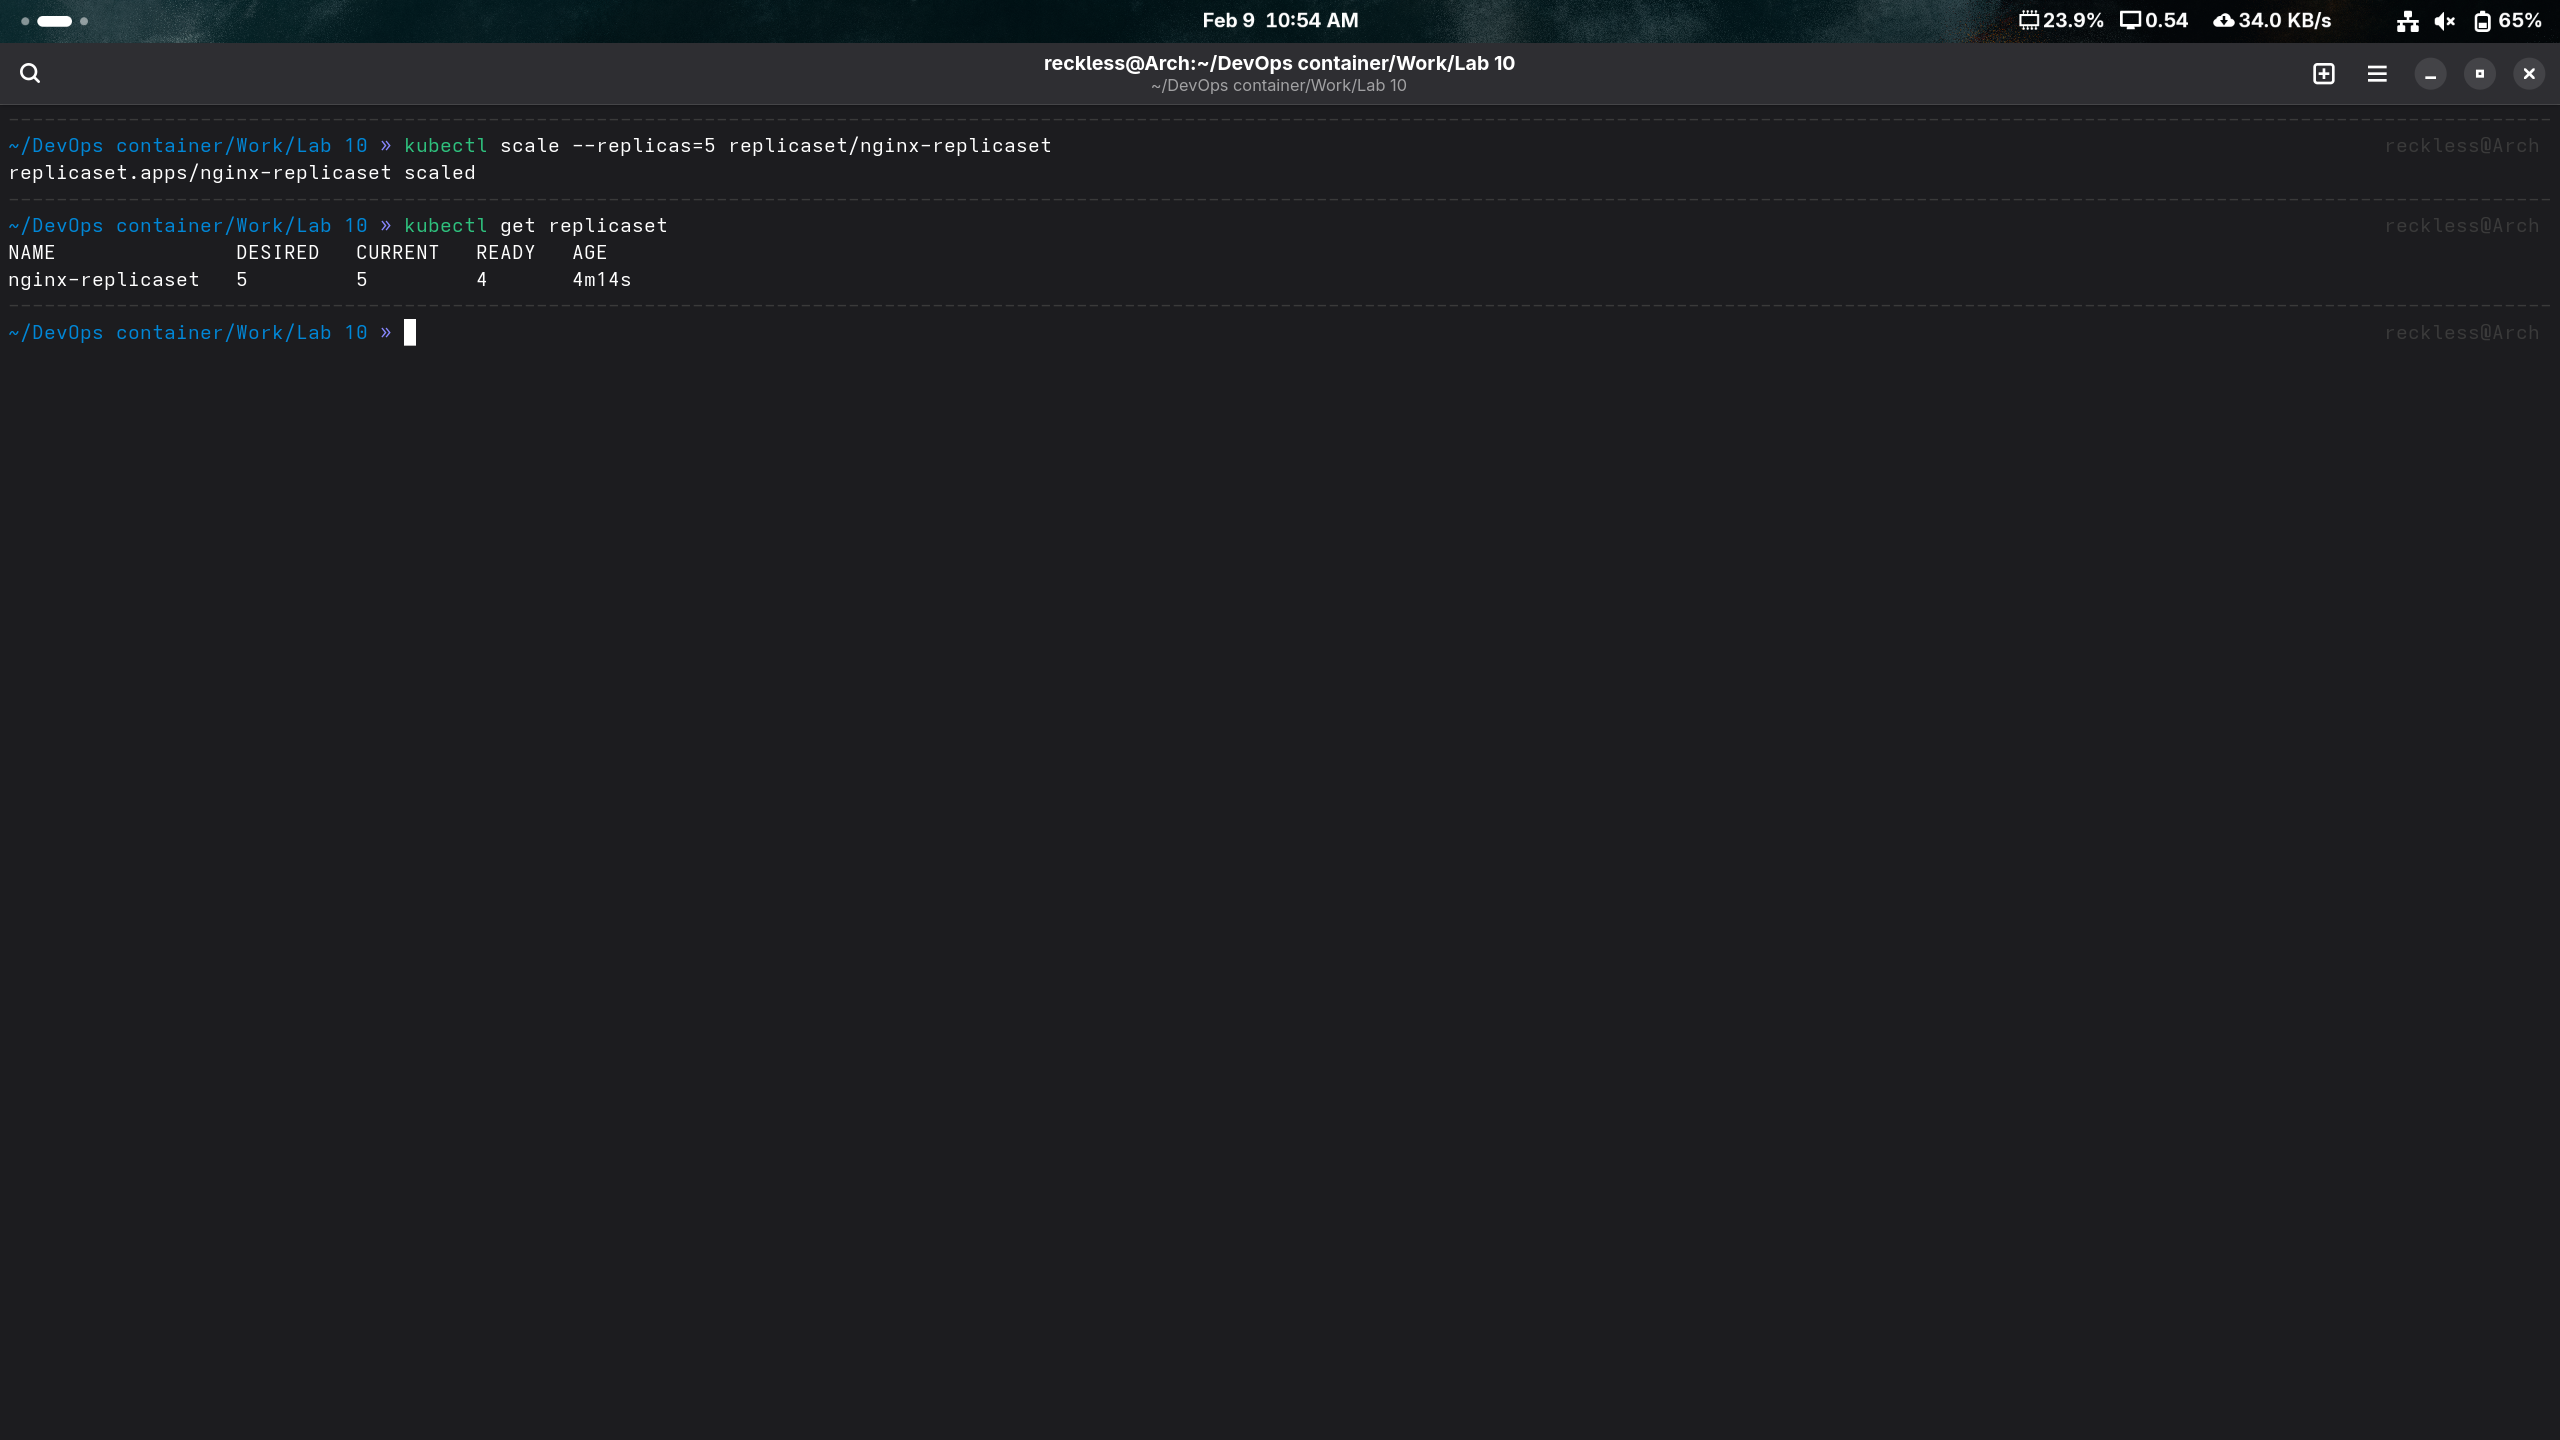 Feb 9  10:54 AM 23.9% 0.54 34.0 KB/s 65%
reckless@Arch:~/DevOps container/Work/Lab 10
~/DevOps container/Work/Lab 10
~/DevOps container/Work/Lab 10 » kubectl scale --replicas=5 replicaset/nginx-replicaset reckless@Arch
replicaset.apps/nginx-replicaset scaled
~/DevOps container/Work/Lab 10 » kubectl get replicaset reckless@Arch
NAME               DESIRED   CURRENT   READY   AGE
nginx-replicaset   5         5         4       4m14s
~/DevOps container/Work/Lab 10 » reckless@Arch